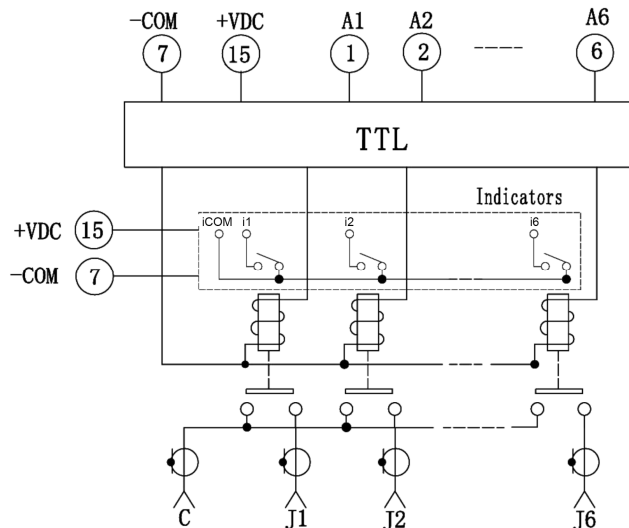 -COM +VDC A1 A2 A6
7 15 1 2 6
TTL
Indicators
iCOM i1 i2 i6
+VDC 15
-COM 7
C J1 J2 J6